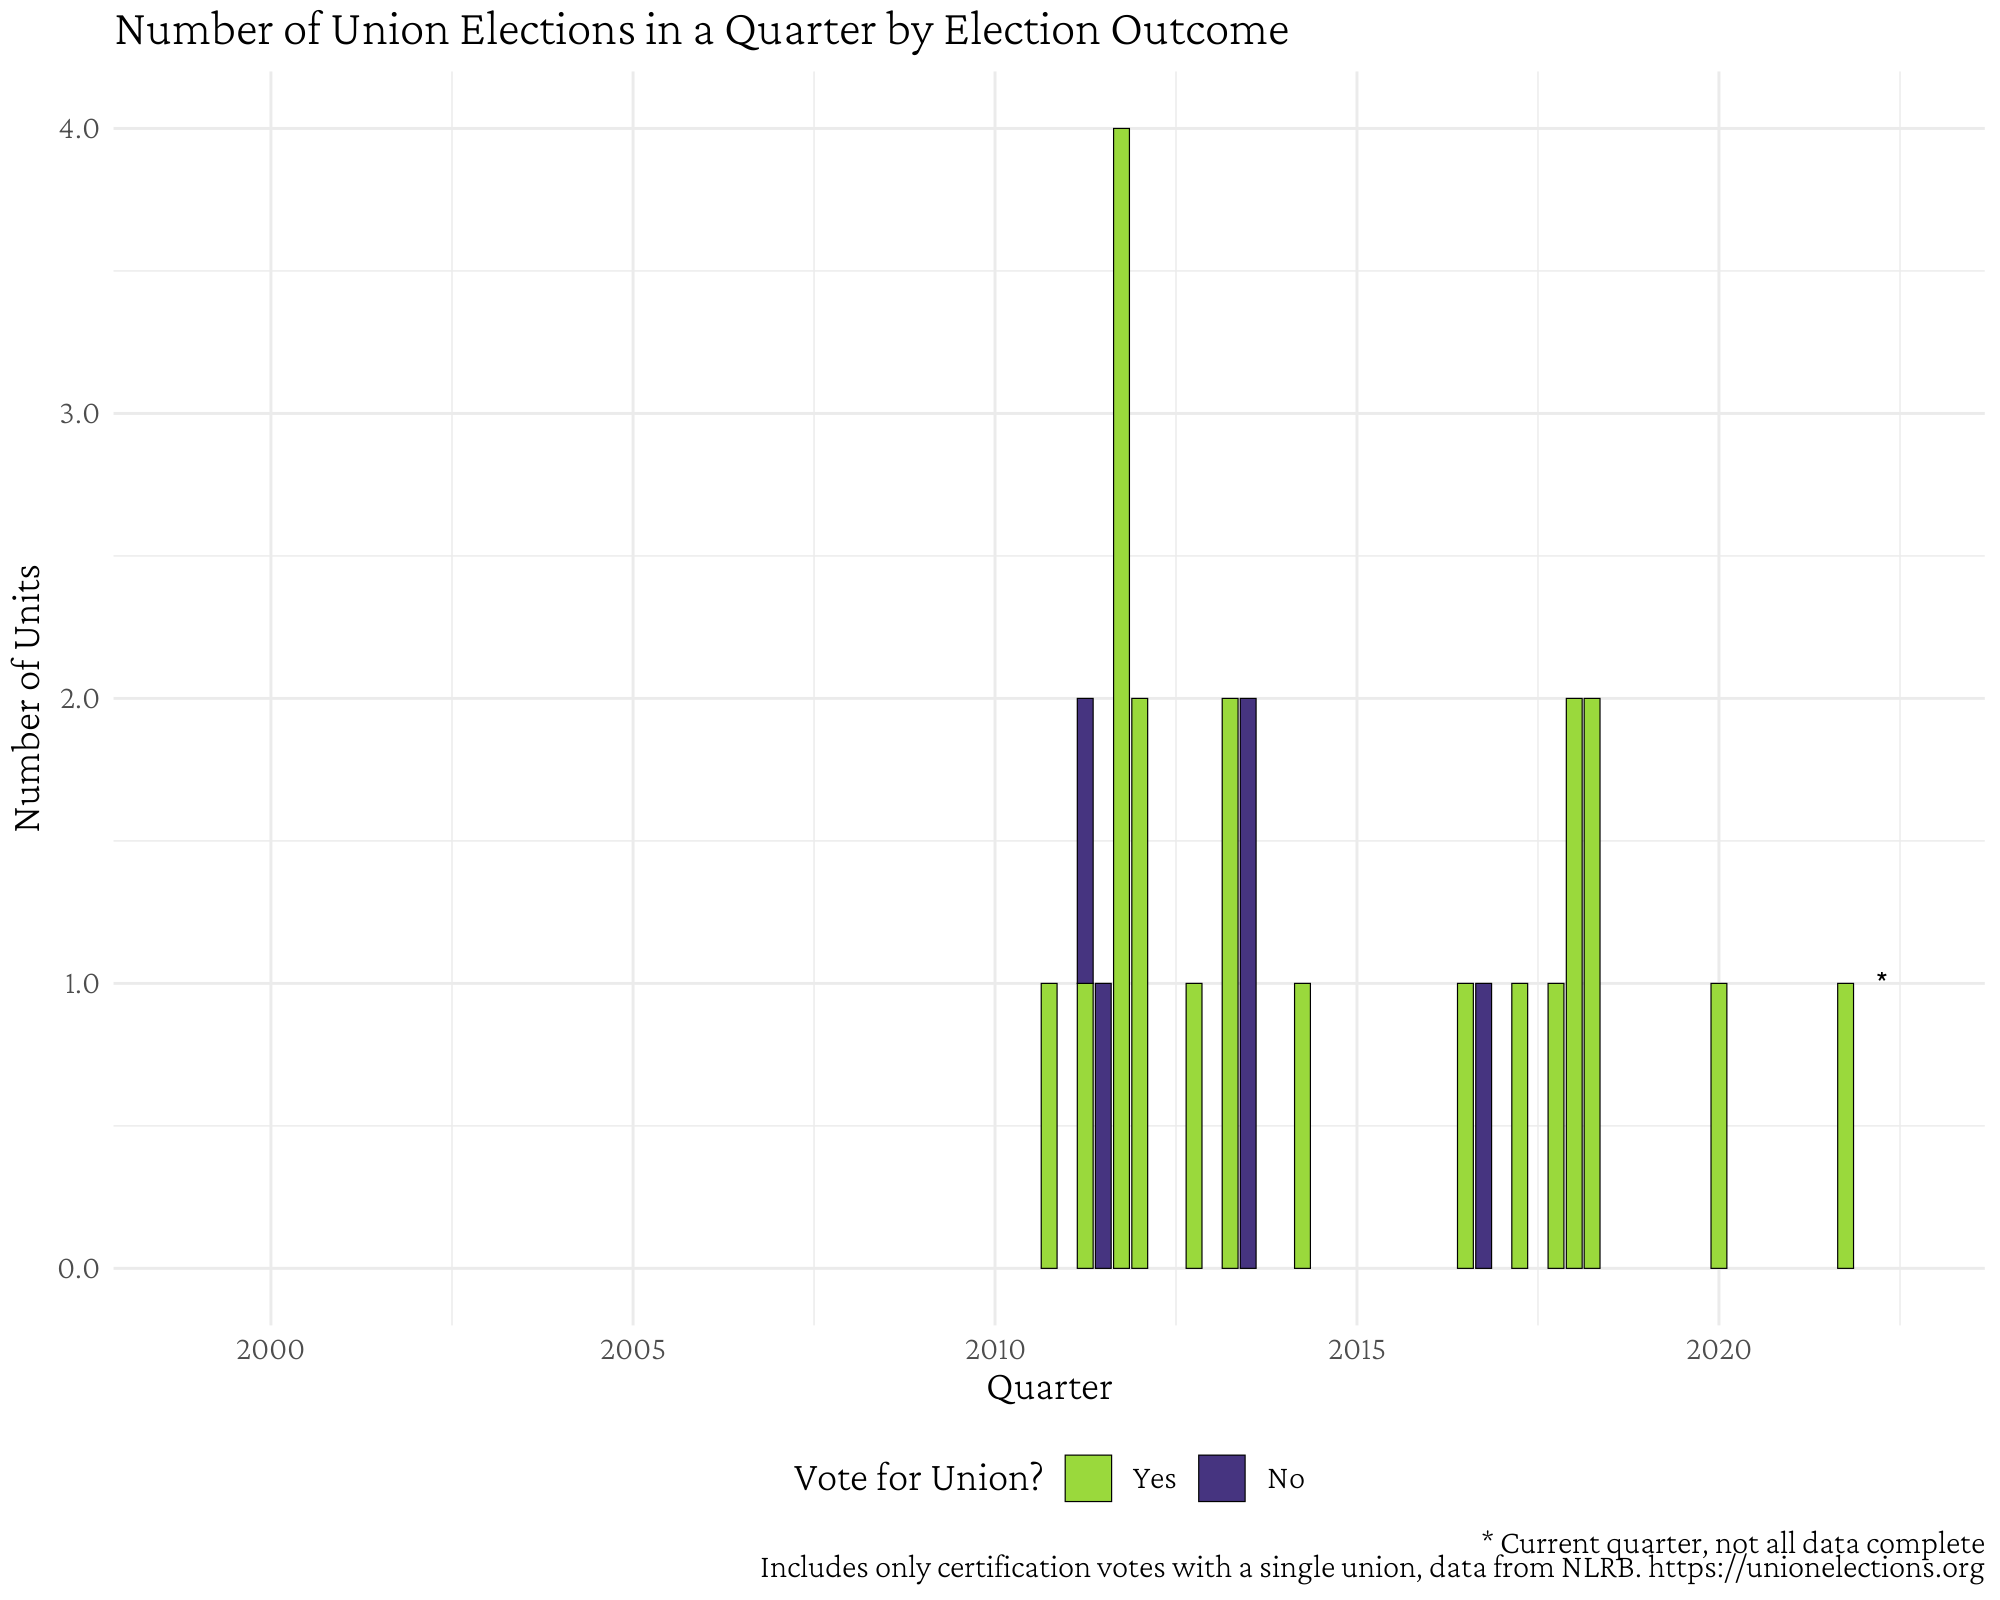 Number of Union Elections in a Quarter by Election Outcome
Number of Units
4.0
3.0
2.0
1.0
0.0
*
2000 2005 2010 2015 2020
Quarter
Vote for Union? Yes No
* Current quarter, not all data complete
Includes only certification votes with a single union, data from NLRB. https://unionelections.org